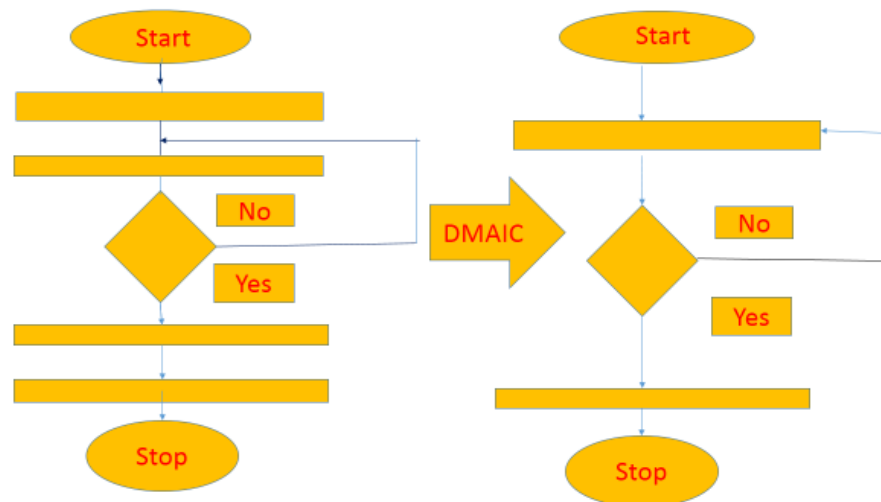 Start
No
Yes
Stop
DMAIC
Start
No
Yes
Stop